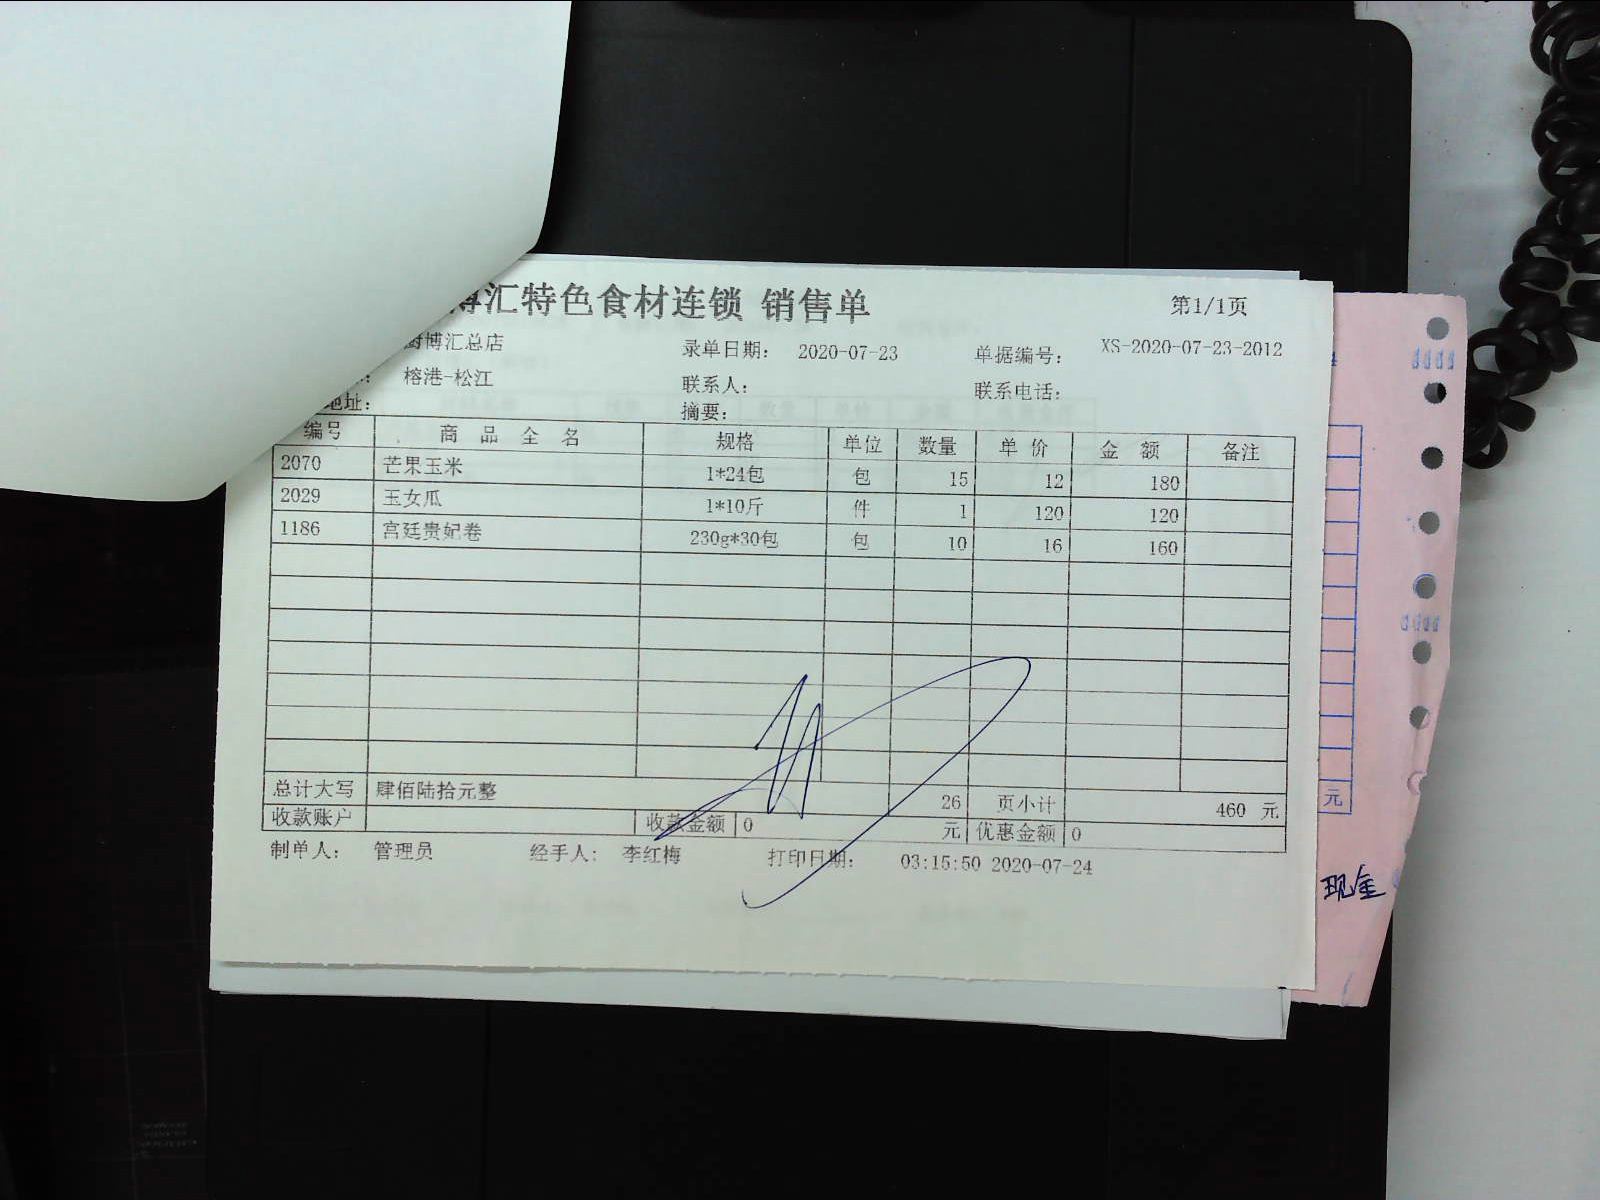 博汇特色食材连锁 销售单 第1/1页
厨博汇总店 录单日期： 2020-07-23 单据编号： XS-2020-07-23-2012
榕港-松江 联系人： 联系电话：
地址： 摘要：
编号 商 品 全 名 规格 单位 数量 单 价 金 额 备注
2070 芒果玉米 1*24包 包 15 12 180
2029 玉女瓜 1*10斤 件 1 120 120
1186 宫廷贵妃卷 230g*30包 包 10 16 160
总计大写 肆佰陆拾元整 26 页小计 460 元
收款账户 收款金额 0 元 优惠金额 0
制单人： 管理员 经手人： 李红梅 打印日期： 03:15:50 2020-07-24
元
现金